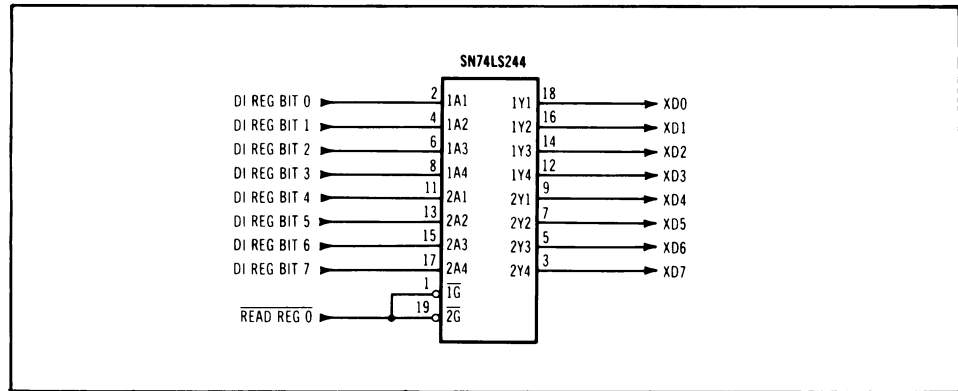 SN74LS244
DI REG BIT 0 2 1A1 1Y1 18 XD0
DI REG BIT 1 4 1A2 1Y2 16 XD1
DI REG BIT 2 6 1A3 1Y3 14 XD2
DI REG BIT 3 8 1A4 1Y4 12 XD3
DI REG BIT 4 11 2A1 2Y1 9 XD4
DI REG BIT 5 13 2A2 2Y2 7 XD5
DI REG BIT 6 15 2A3 2Y3 5 XD6
DI REG BIT 7 17 2A4 2Y4 3 XD7
1 1G
READ REG 0 19 2G